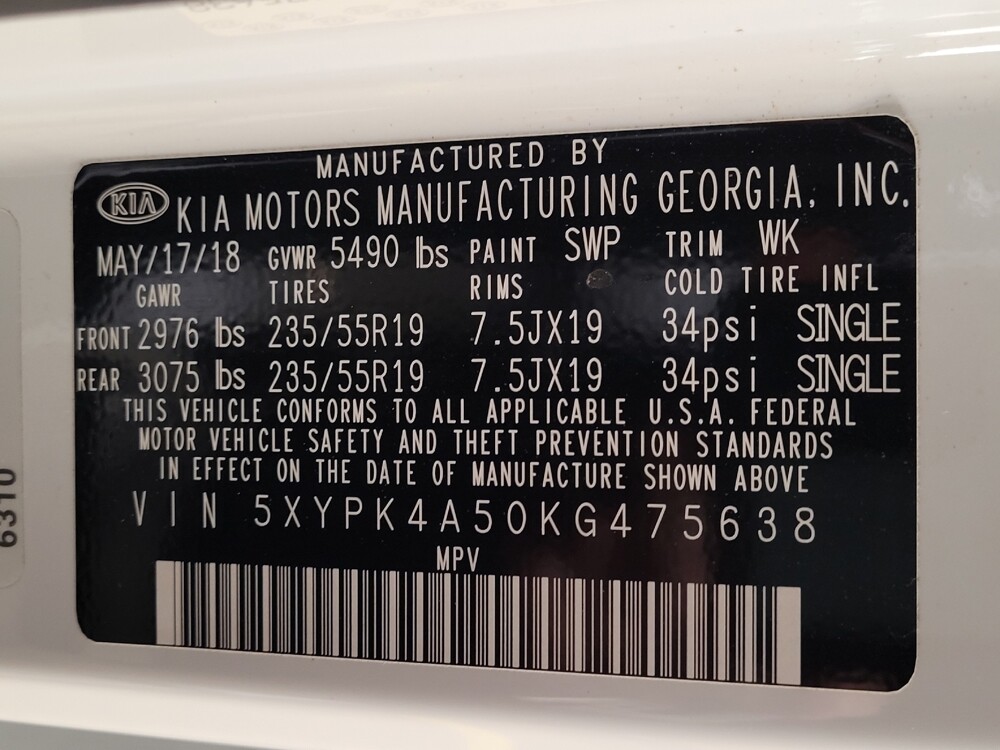 MANUFACTURED BY
KIA KIA MOTORS MANUFACTURING GEORGIA, INC.
MAY/17/18 GVWR 5490 lbs PAINT SWP TRIM WK
GAWR TIRES RIMS COLD TIRE INFL
FRONT 2976 lbs 235/55R19 7.5JX19 34psi SINGLE
REAR 3075 lbs 235/55R19 7.5JX19 34psi SINGLE
THIS VEHICLE CONFORMS TO ALL APPLICABLE U.S.A. FEDERAL
MOTOR VEHICLE SAFETY AND THEFT PREVENTION STANDARDS
IN EFFECT ON THE DATE OF MANUFACTURE SHOWN ABOVE
VIN 5XYPK4A50KG475638
MPV
6310